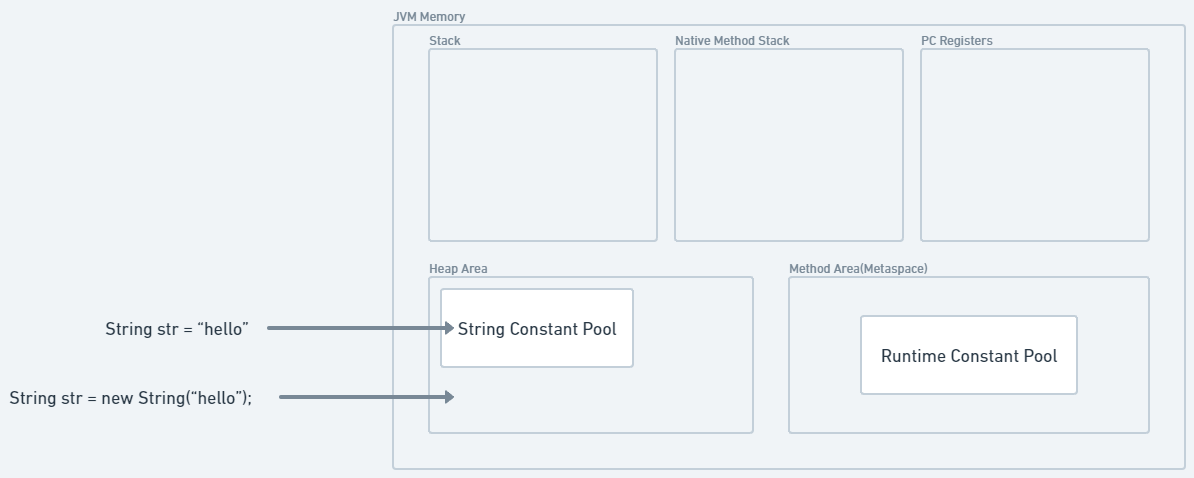 JVM Memory
Stack
Native Method Stack
PC Registers
Heap Area
Method Area(Metaspace)
String str = “hello”
String Constant Pool
Runtime Constant Pool
String str = new String(“hello”);